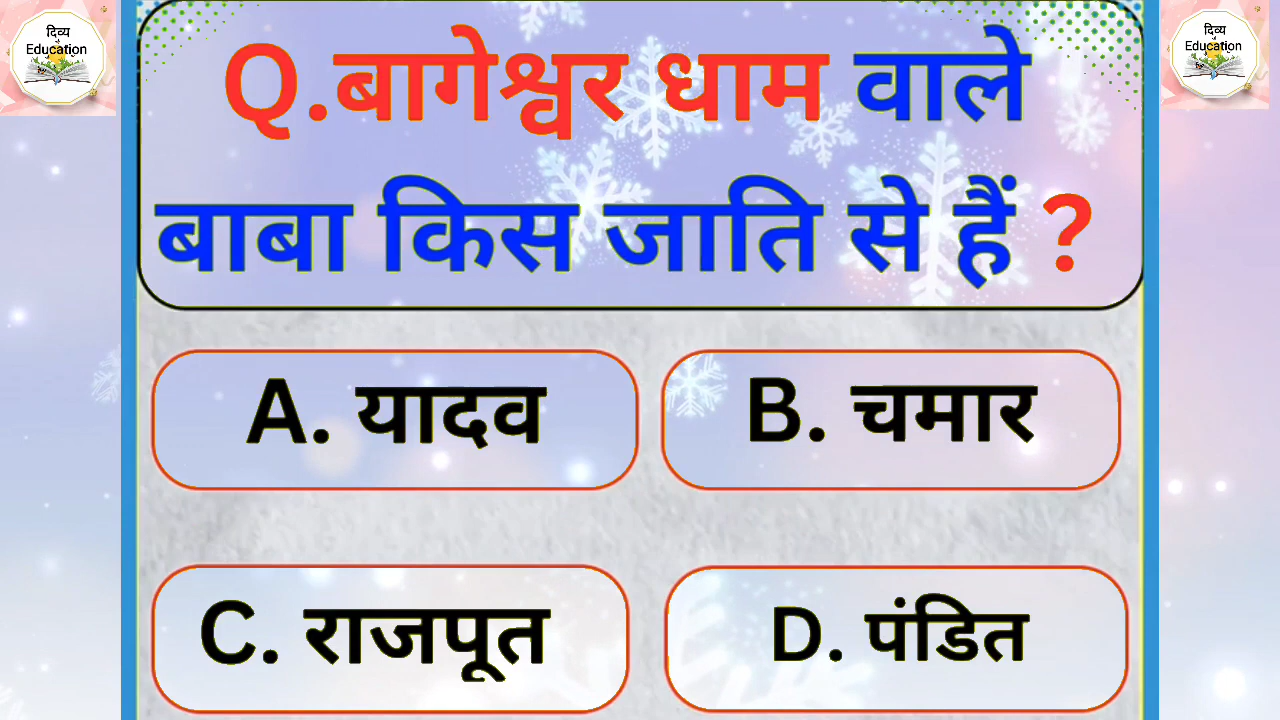 दिव्य
Education
दिव्य
Education
Q.बागेश्वर धाम वाले
बाबा किस जाति से हैं ?
A. यादव
B. चमार
C. राजपूत
D. पंडित